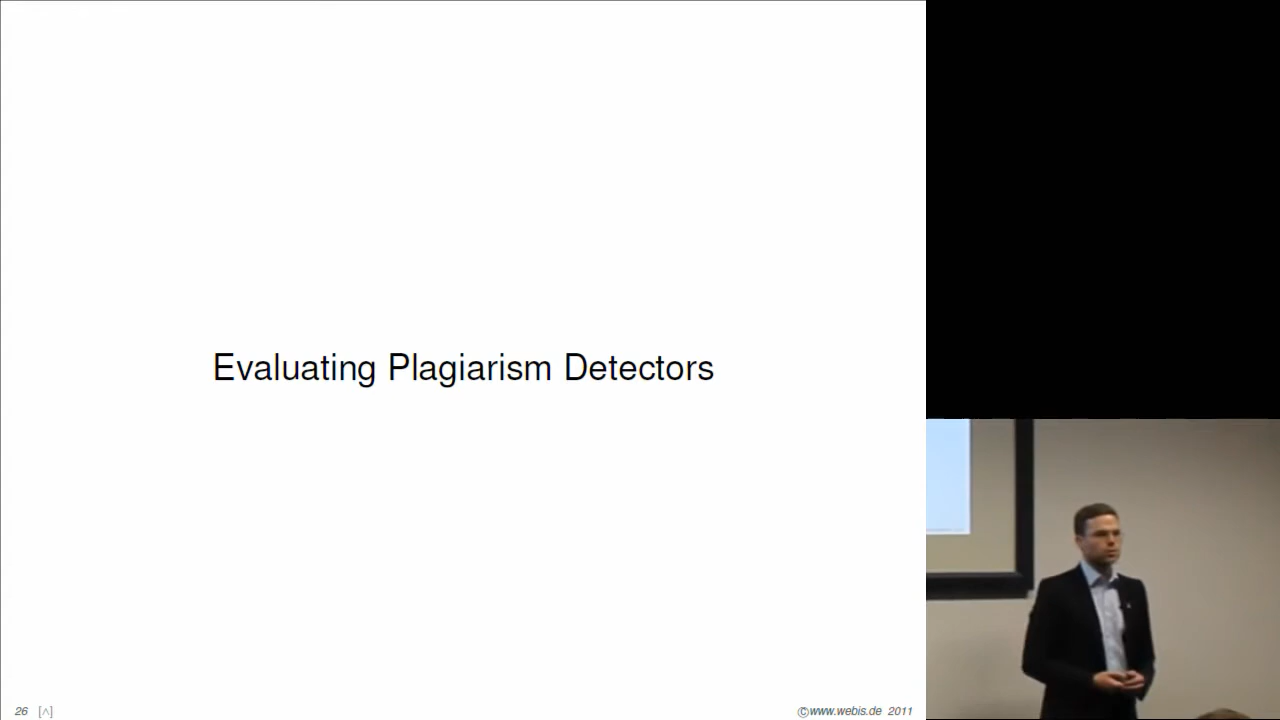 Evaluating Plagiarism Detectors
26 [∧] ©www.webis.de 2011